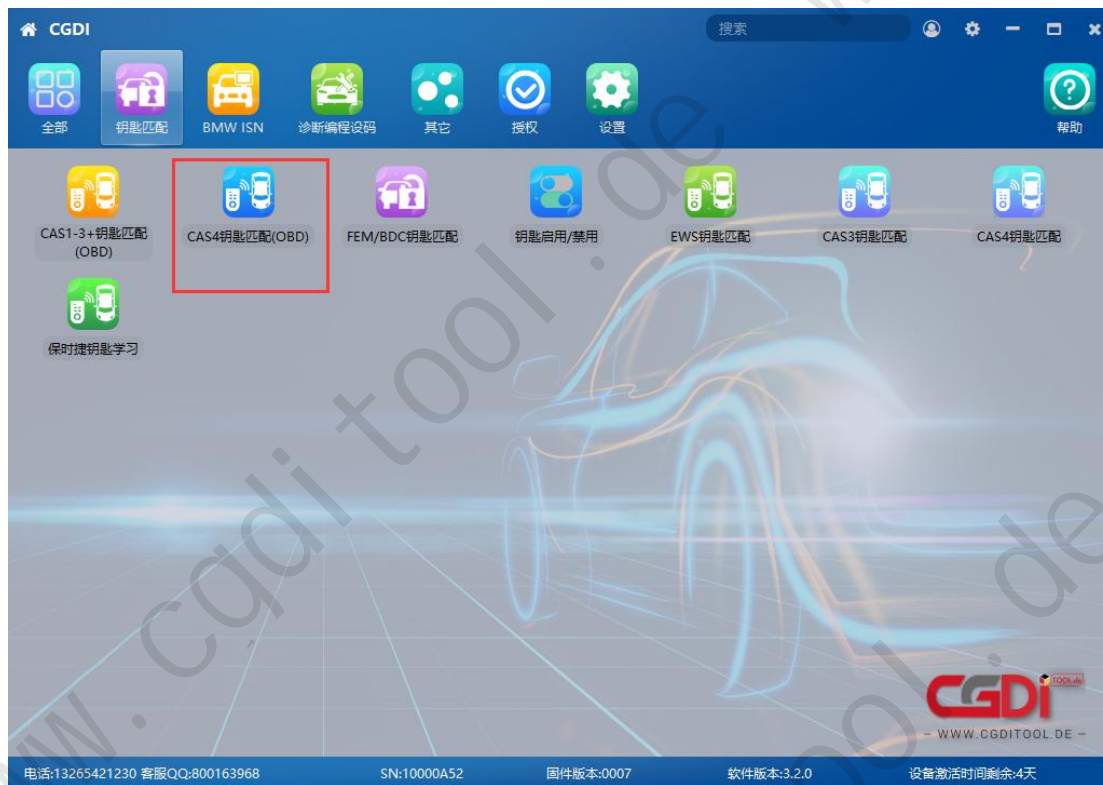 CGDI
搜索
全部
钥匙匹配
BMW ISN
诊断编程设码
其它
授权
设置
帮助
CAS1-3+钥匙匹配
(OBD)
CAS4钥匙匹配(OBD)
FEM/BDC钥匙匹配
钥匙启用/禁用
EWS钥匙匹配
CAS3钥匙匹配
CAS4钥匙匹配
保时捷钥匙学习
www.cgditool.de
CGDI
TOOL.de
- WWW.CGDITOOL.DE -
电话:13265421230 客服QQ:800163968
SN:10000A52
固件版本:0007
软件版本:3.2.0
设备激活时间剩余:4天